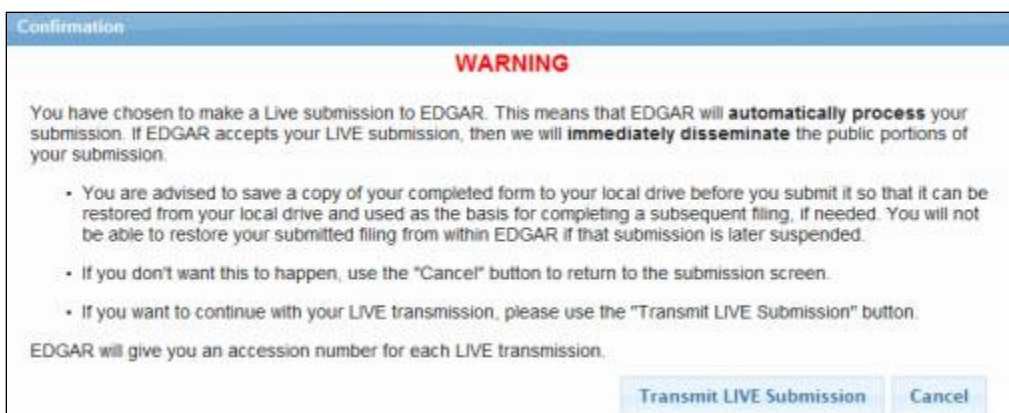 Confirmation
WARNING
You have chosen to make a Live submission to EDGAR. This means that EDGAR will automatically process your
submission. If EDGAR accepts your LIVE submission, then we will immediately disseminate the public portions of
your submission.
• You are advised to save a copy of your completed form to your local drive before you submit it so that it can be
restored from your local drive and used as the basis for completing a subsequent filing, if needed. You will not
be able to restore your submitted filing from within EDGAR if that submission is later suspended.
• If you don't want this to happen, use the "Cancel" button to return to the submission screen.
• If you want to continue with your LIVE transmission, please use the "Transmit LIVE Submission" button.
EDGAR will give you an accession number for each LIVE transmission.
Transmit LIVE Submission Cancel